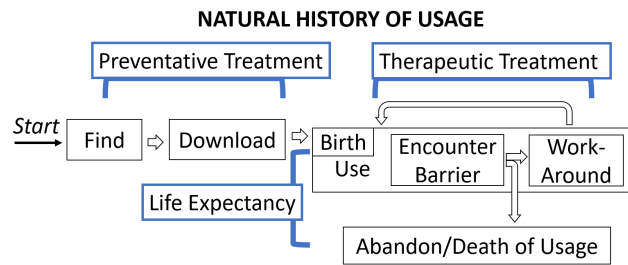 NATURAL HISTORY OF USAGE
Preventative Treatment
Therapeutic Treatment
Start
Find
Download
Birth
Use
Encounter
Barrier
Work-
Around
Life Expectancy
Abandon/Death of Usage